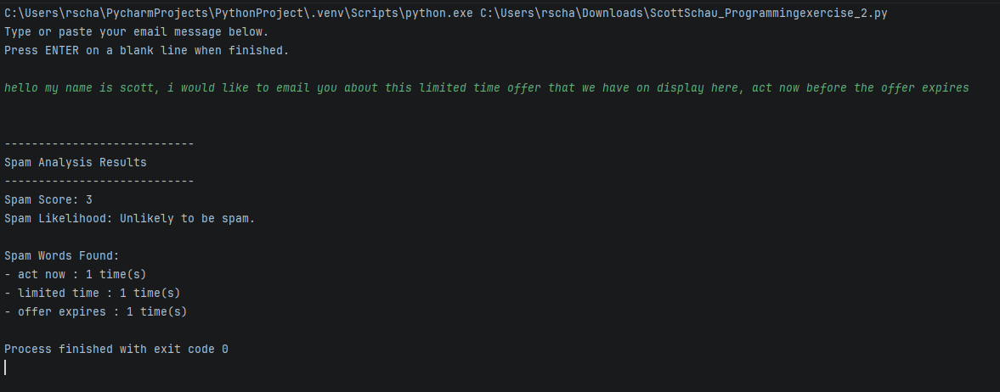 C:\Users\rscha\PycharmProjects\PythonProject\.venv\Scripts\python.exe C:\Users\rscha\Downloads\ScottSchau_Programmingexercise_2.py
Type or paste your email message below.
Press ENTER on a blank line when finished.
hello my name is scott, i would like to email you about this limited time offer that we have on display here, act now before the offer expires
----------------------------
Spam Analysis Results
----------------------------
Spam Score: 3
Spam Likelihood: Unlikely to be spam.
Spam Words Found:
- act now : 1 time(s)
- limited time : 1 time(s)
- offer expires : 1 time(s)
Process finished with exit code 0